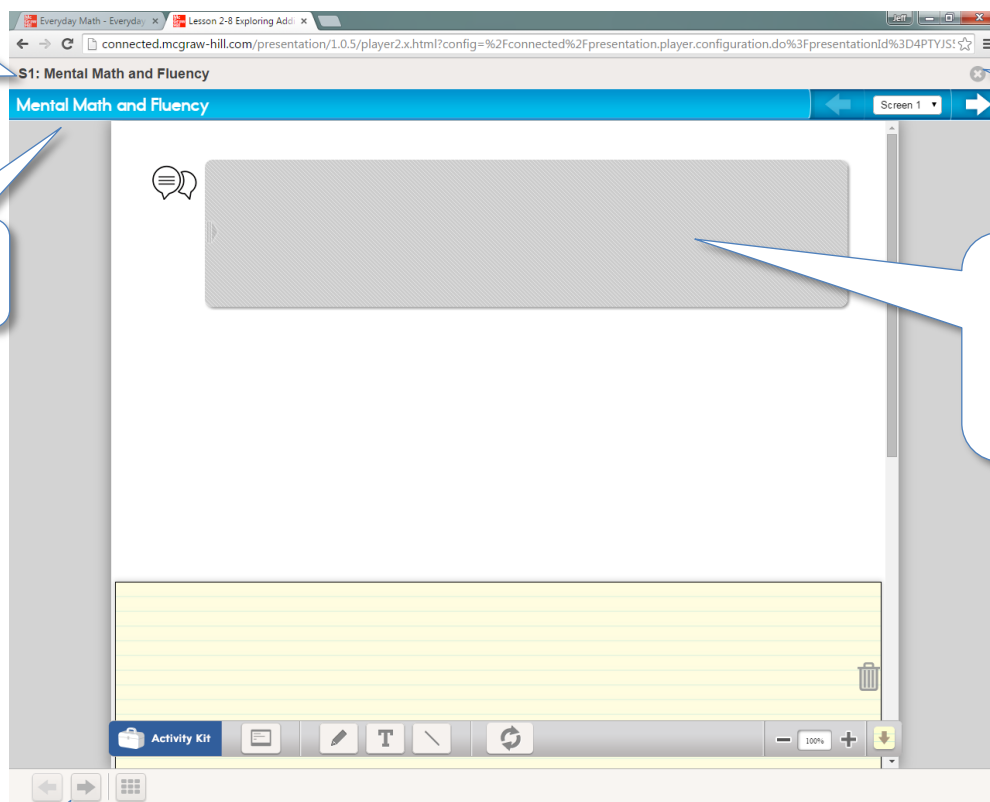 Everyday Math - Everyday
Lesson 2-8 Exploring Add
Jeff
connected.mcgraw-hill.com/presentation/1.0.5/player2.x.html?config=%2Fconnected%2Fpresentation.player.configuration.do%3FpresentationId%3D4PTYJS
S1: Mental Math and Fluency
Mental Math and Fluency
Screen 1
Activity Kit
T
100%